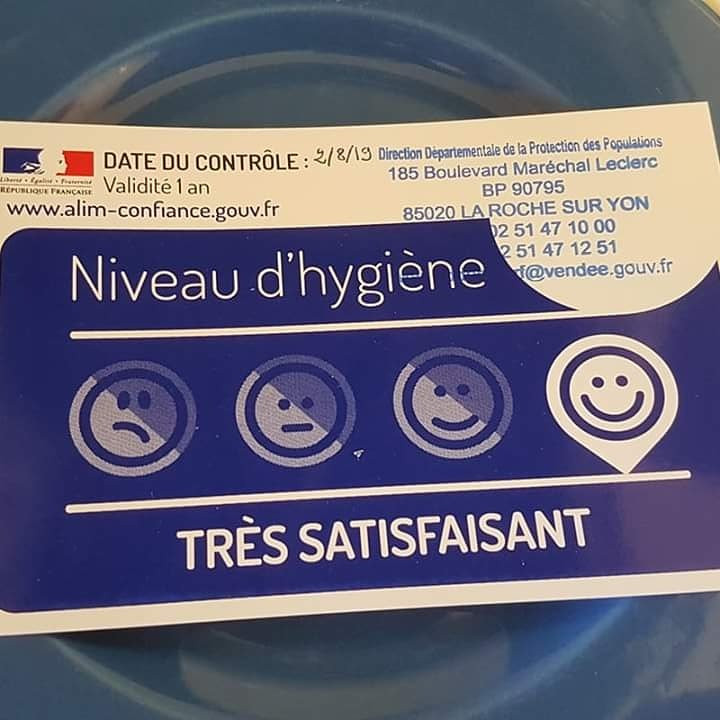 DATE DU CONTRÔLE : 2/8/19
Validité 1 an
Liberté • Égalité • Fraternité
RÉPUBLIQUE FRANÇAISE
www.alim-confiance.gouv.fr
Direction Départementale de la Protection des Populations
185 Boulevard Maréchal Leclerc
BP 90795
85020 LA ROCHE SUR YON
02 51 47 10 00
2 51 47 12 51
@vendee.gouv.fr
Niveau d'hygiène
TRÈS SATISFAISANT